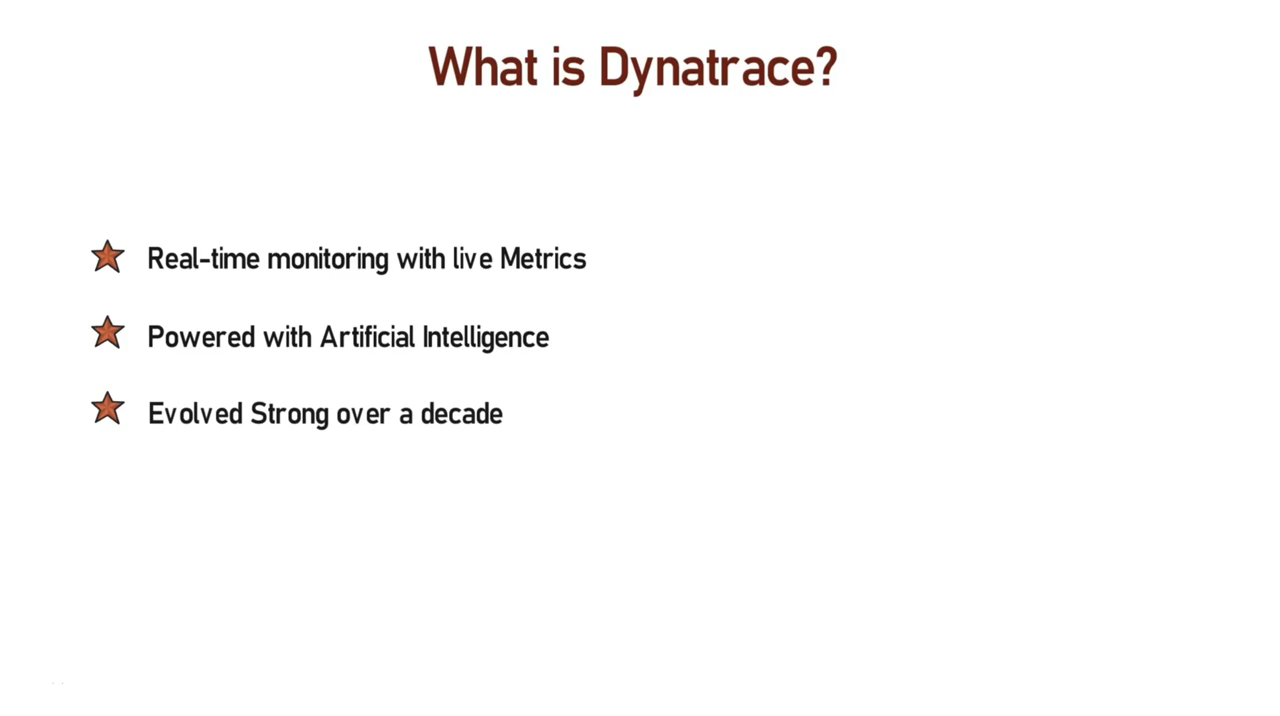 What is Dynatrace?
Real-time monitoring with live Metrics
Powered with Artificial Intelligence
Evolved Strong over a decade